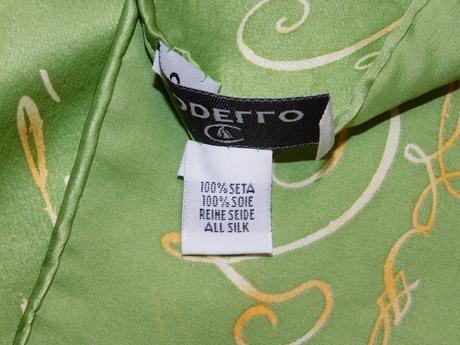 ODELLO
100% SETA
100% SOIE
REINE SEIDE
ALL SILK